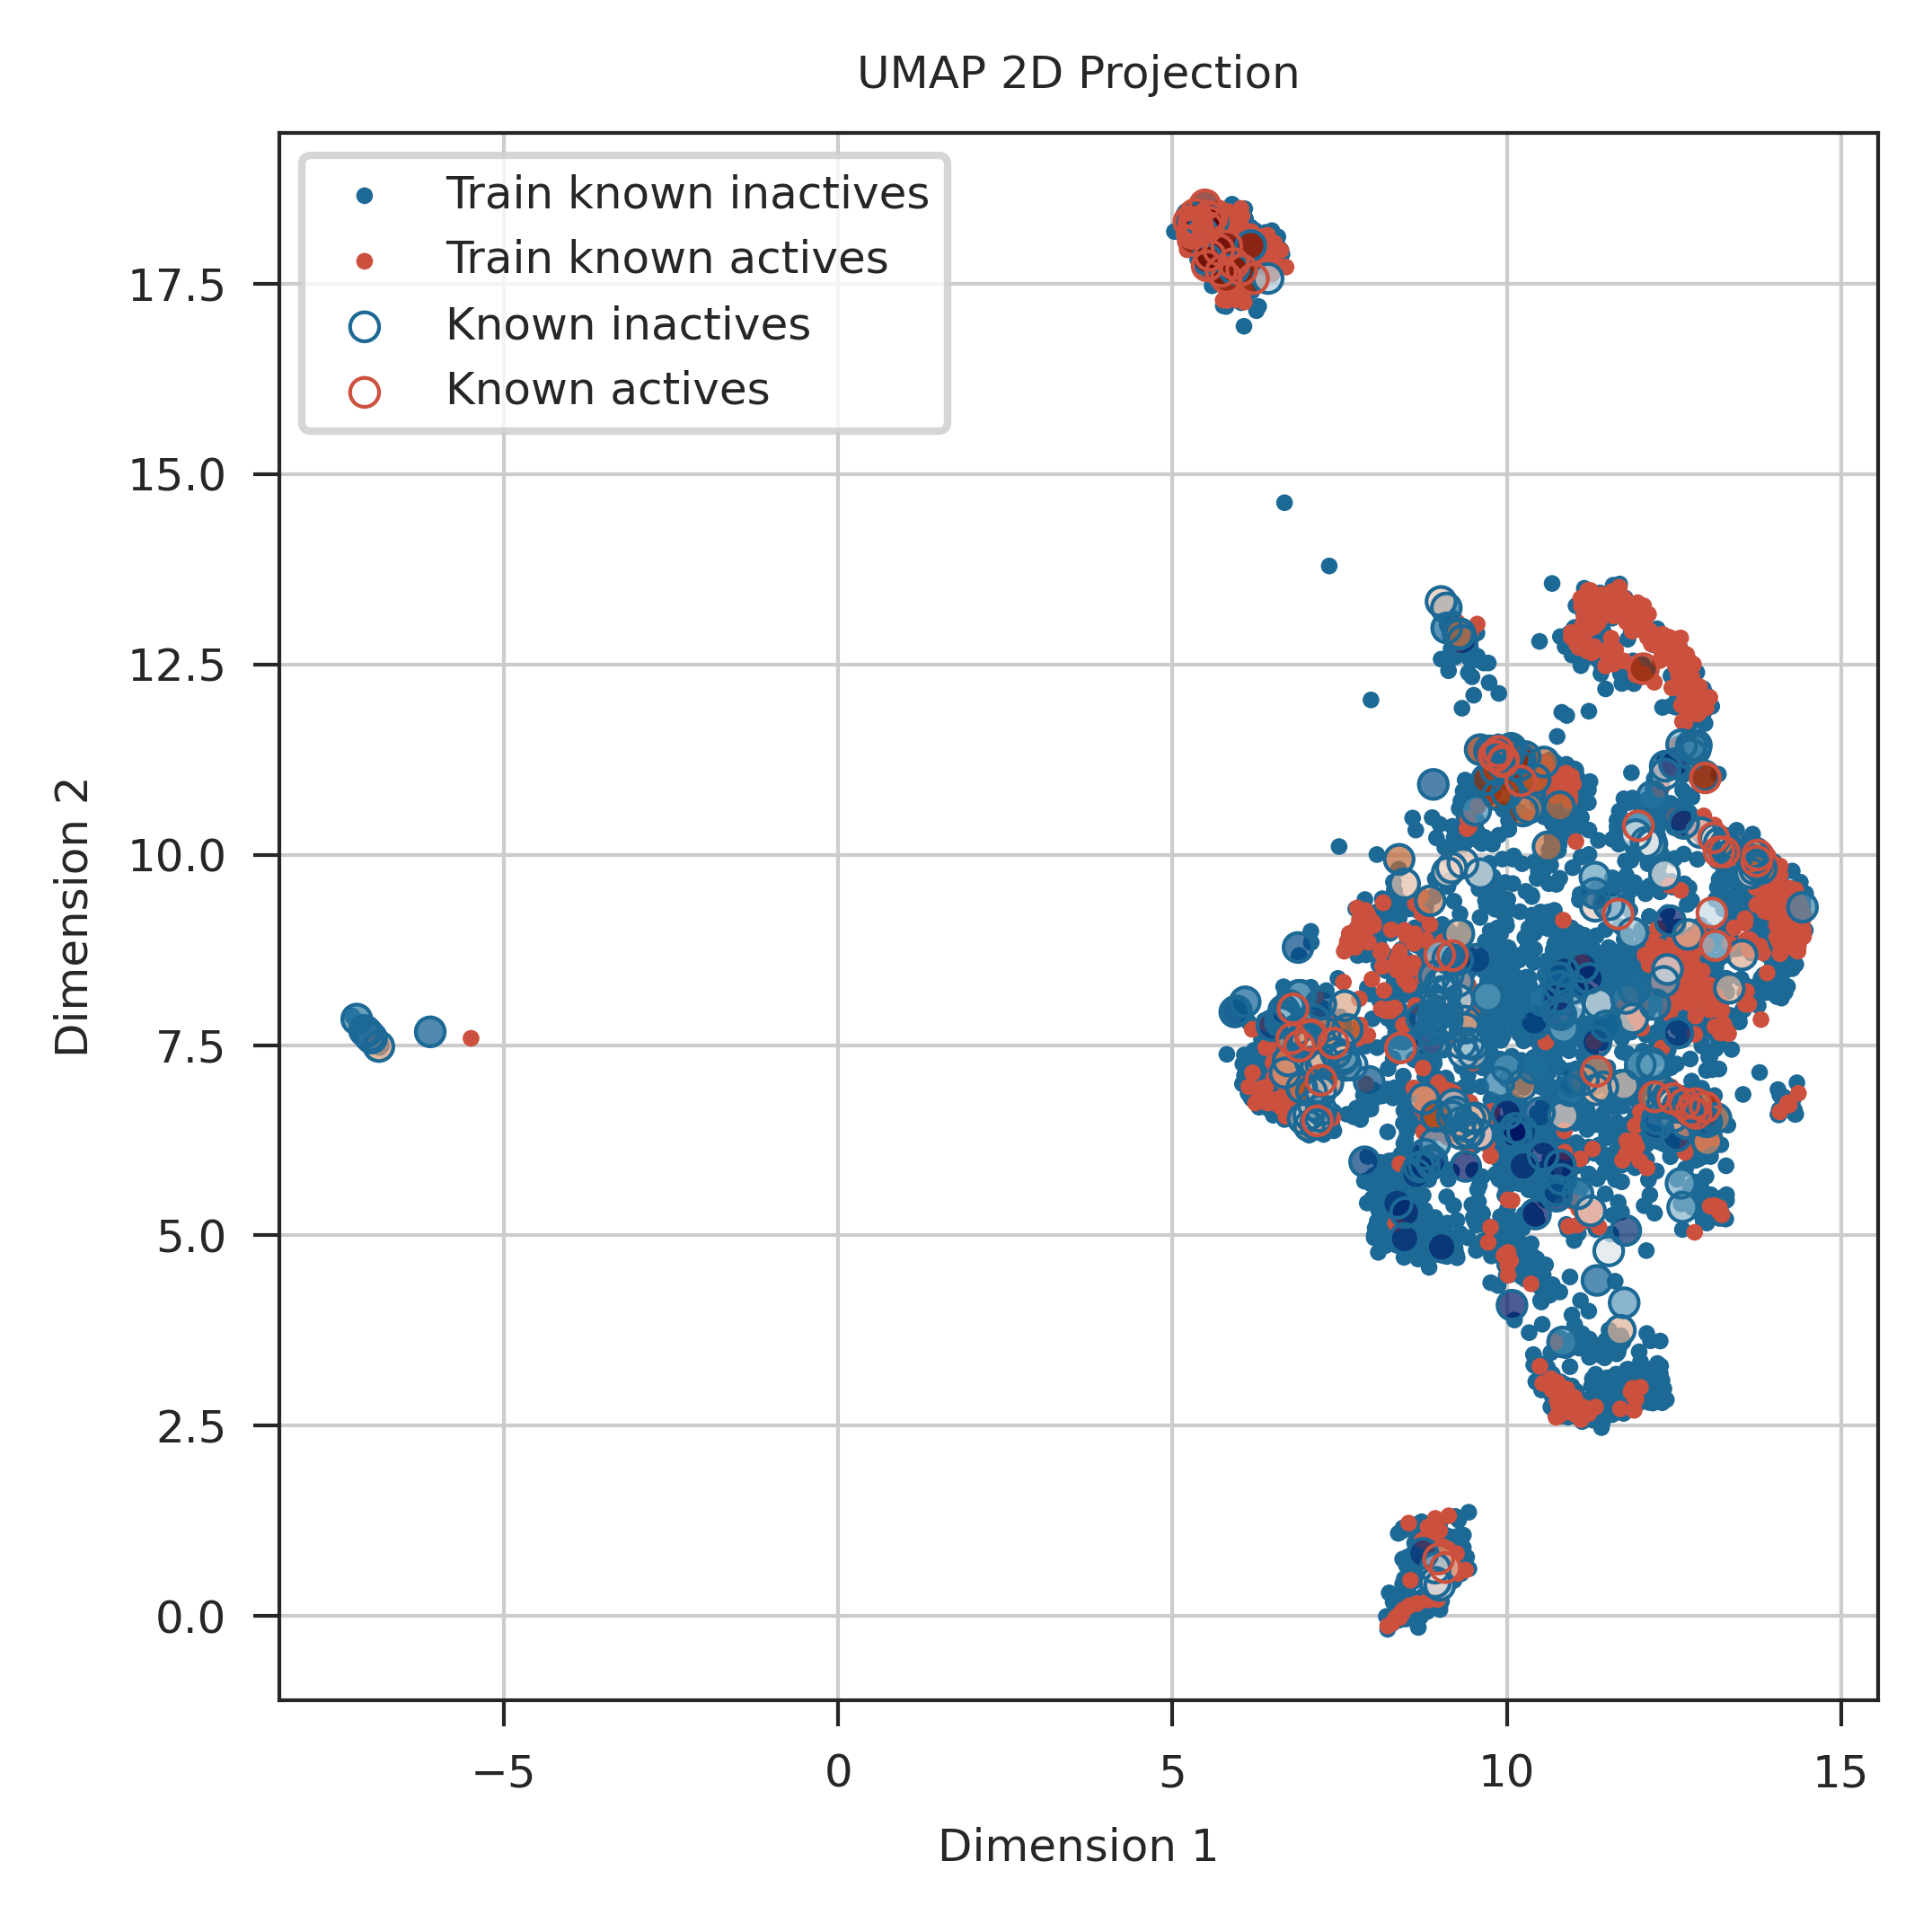 UMAP 2D Projection
Train known inactives
Train known actives
Known inactives
Known actives
17.5
15.0
12.5
10.0
7.5
5.0
2.5
0.0
Dimension 2
−5
0
5
10
15
Dimension 1